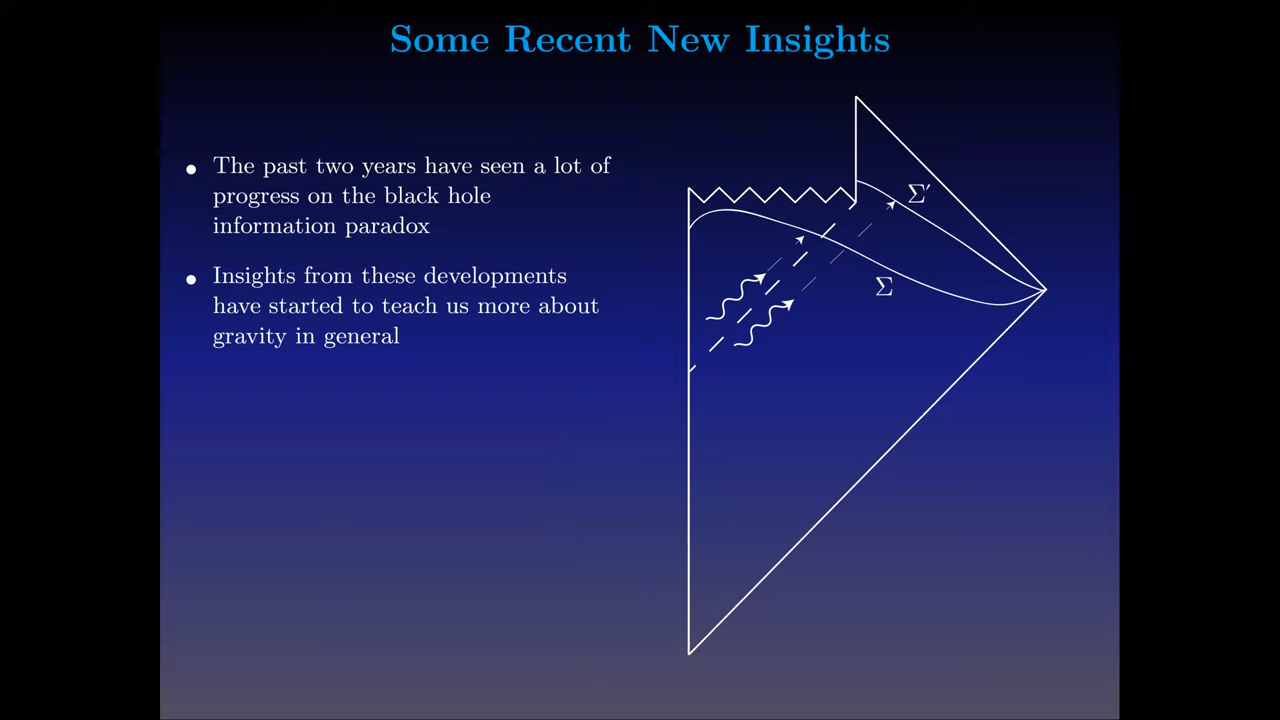 Some Recent New Insights
• The past two years have seen a lot of
progress on the black hole
information paradox
• Insights from these developments
have started to teach us more about
gravity in general
Σ′
Σ